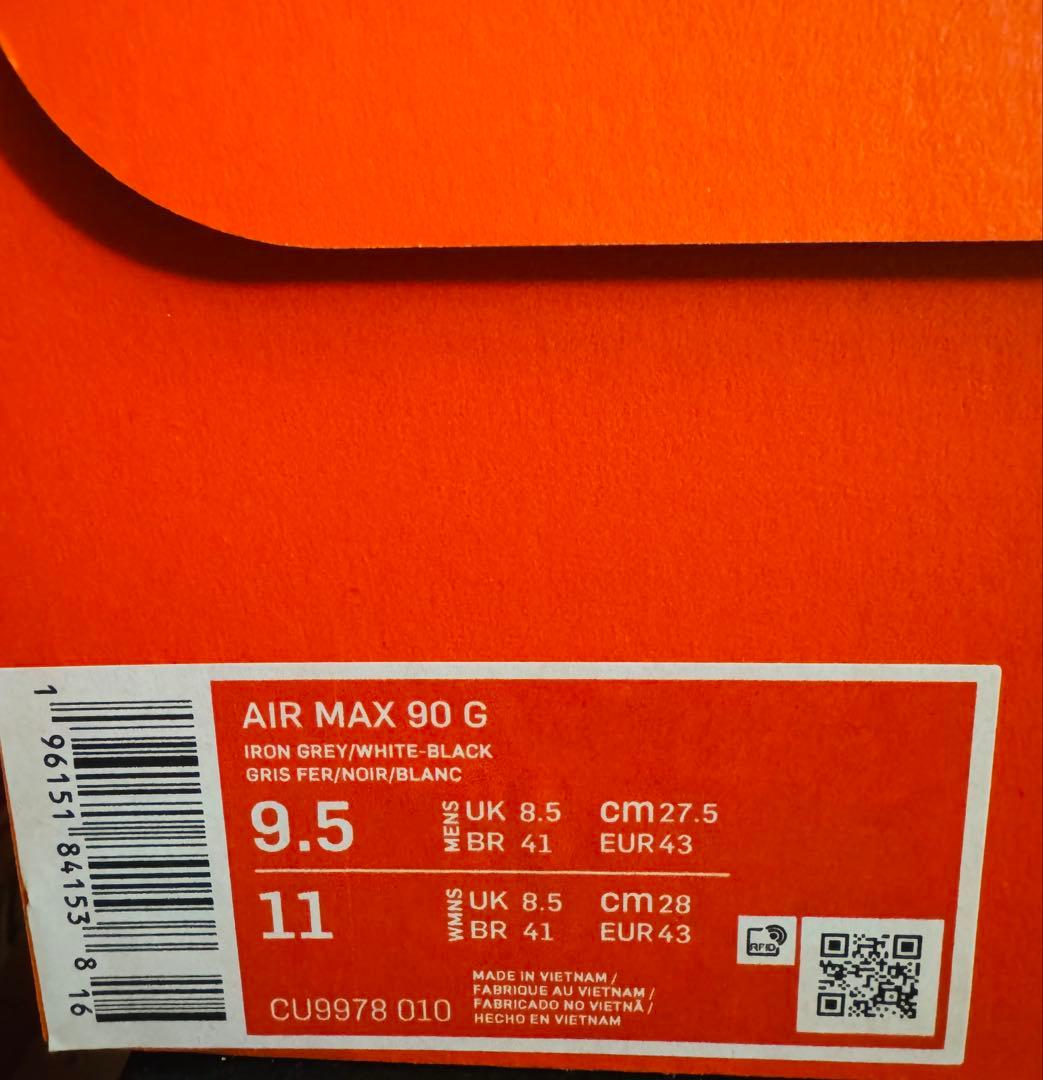 AIR MAX 90 G
IRON GREY/WHITE-BLACK
GRIS FER/NOIR/BLANC
9.5 MENS UK 8.5 cm 27.5
BR 41 EUR 43
11 WMNS UK 8.5 cm 28
BR 41 EUR 43
RFID
MADE IN VIETNAM /
FABRIQUE AU VIETNAM /
FABRICADO NO VIETNÃ /
HECHO EN VIETNAM
CU9978 010
1 96151 84153 8 16